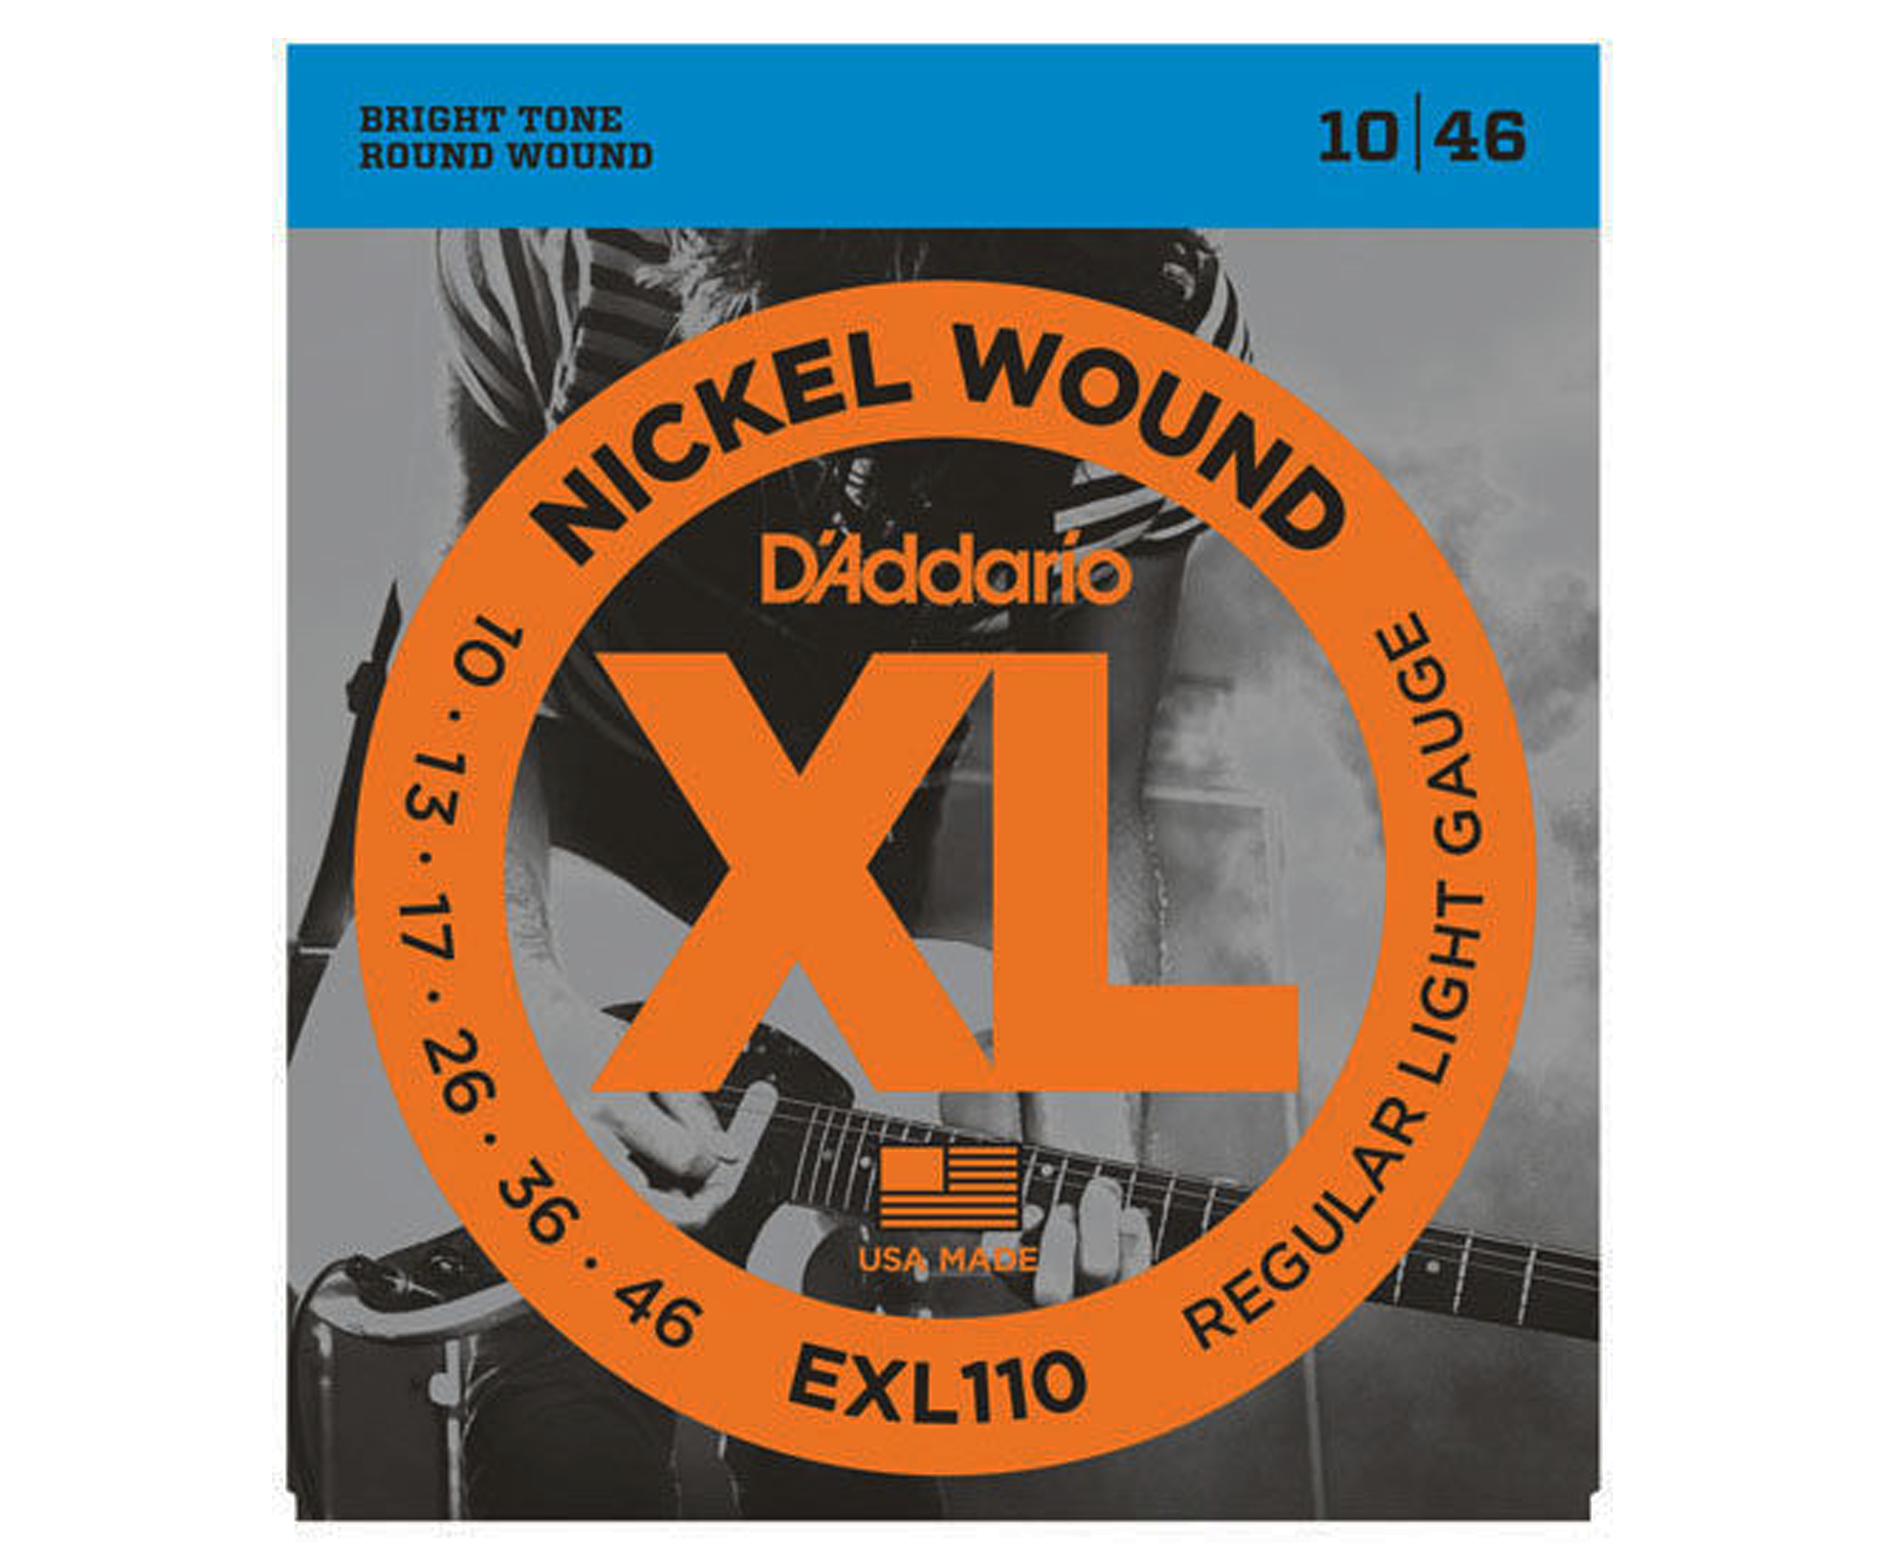 BRIGHT TONE
ROUND WOUND
10|46
NICKEL WOUND
D'Addario
XL
USA MADE
10 · 13 · 17 · 26 · 36 · 46
EXL110
REGULAR LIGHT GAUGE